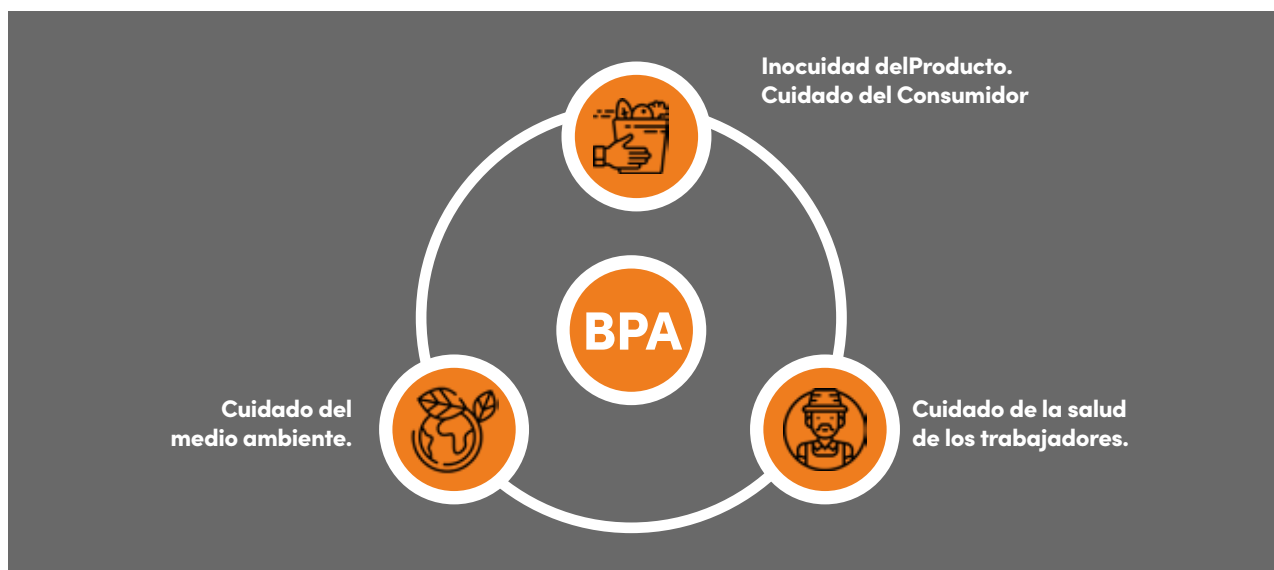 Inocuidad delProducto.
Cuidado del Consumidor
BPA
Cuidado del
medio ambiente.
Cuidado de la salud
de los trabajadores.